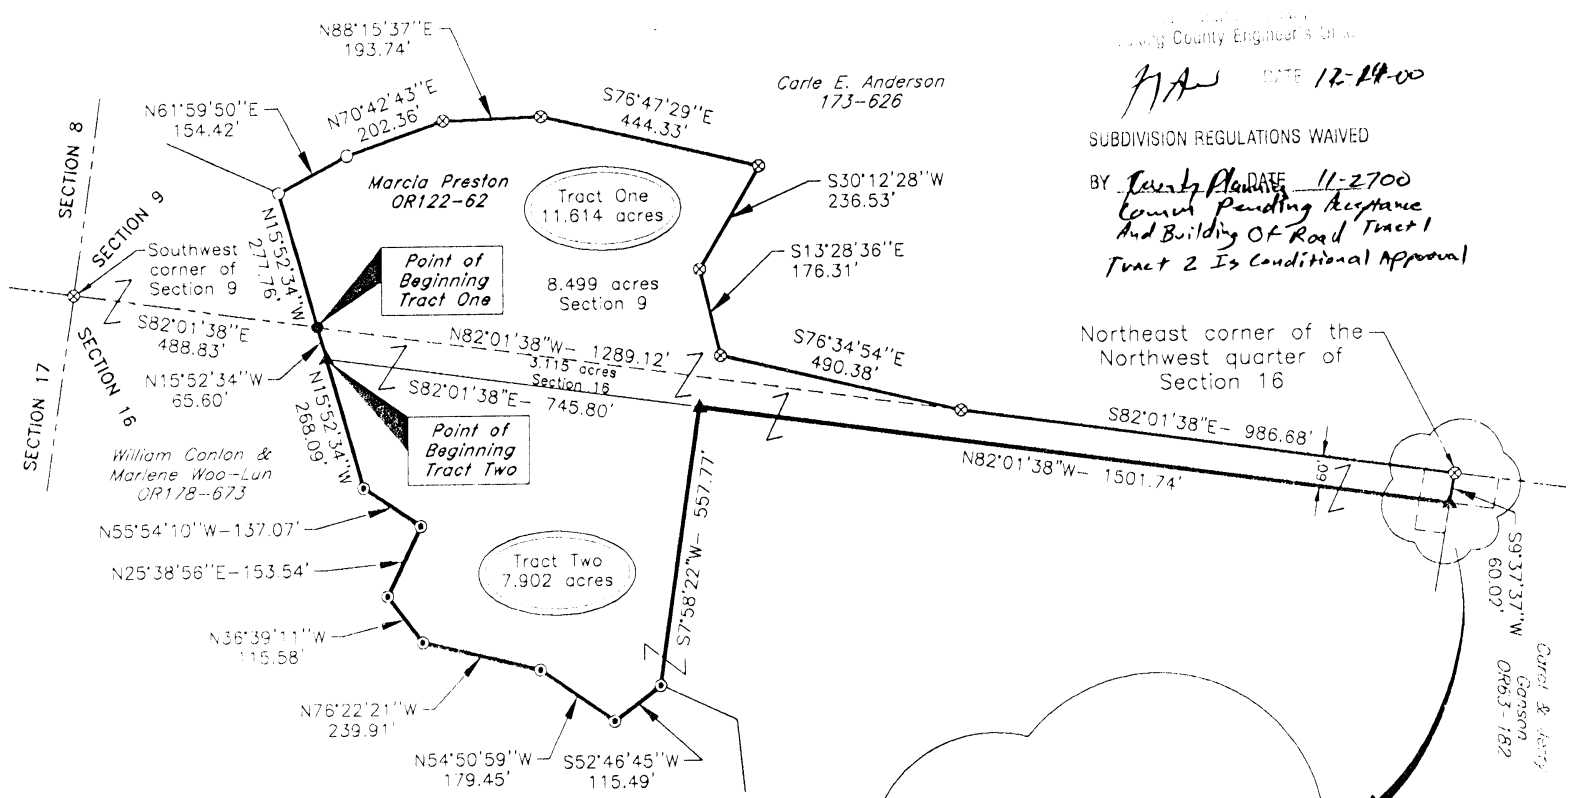 N88°15'37"E
193.74'
County Engineer's
DATE 12-14-00
Carle E. Anderson
173-626
N61°59'50"E
154.42'
N70°42'43"E
202.36'
S76°47'29"E
444.33'
SUBDIVISION REGULATIONS WAIVED
SECTION 8
Marcia Preston
OR122-62
Tract One
11.614 acres
S30°12'28"W
236.53'
BY County Planning DATE 11-2700
Comm Pending Acceptance
And Building Of Road Tract 1
Tract 2 Is Conditional Approval
SECTION 9
N15°52'34"W
277.76'
Southwest
corner of
Section 9
Point of
Beginning
Tract One
8.499 acres
Section 9
S13°28'36"E
176.31'
S82°01'38"E
488.83'
SECTION 16
SECTION 17
N82°01'38"W- 1289.12'
3.115 acres
Section 16
S76°34'54"E
490.38'
Northeast corner of the
Northwest quarter of
Section 16
N15°52'34"W
65.60'
N15°52'34"W
268.09'
S82°01'38"E- 745.80'
Point of
Beginning
Tract Two
S82°01'38"E- 986.68'
N82°01'38"W- 1501.74'
60'
William Conlon &
Marlene Woo-Lun
OR178-673
N55°54'10"W-137.07'
N25°38'56"E-153.54'
Tract Two
7.902 acres
S7°58'22"W- 557.77'
S9°37'37"W
60.02'
N36°39'11"W
115.58'
N76°22'21"W
239.91'
N54°50'59"W
179.45'
S52°46'45"W
115.49'
Ganson
OR63-182